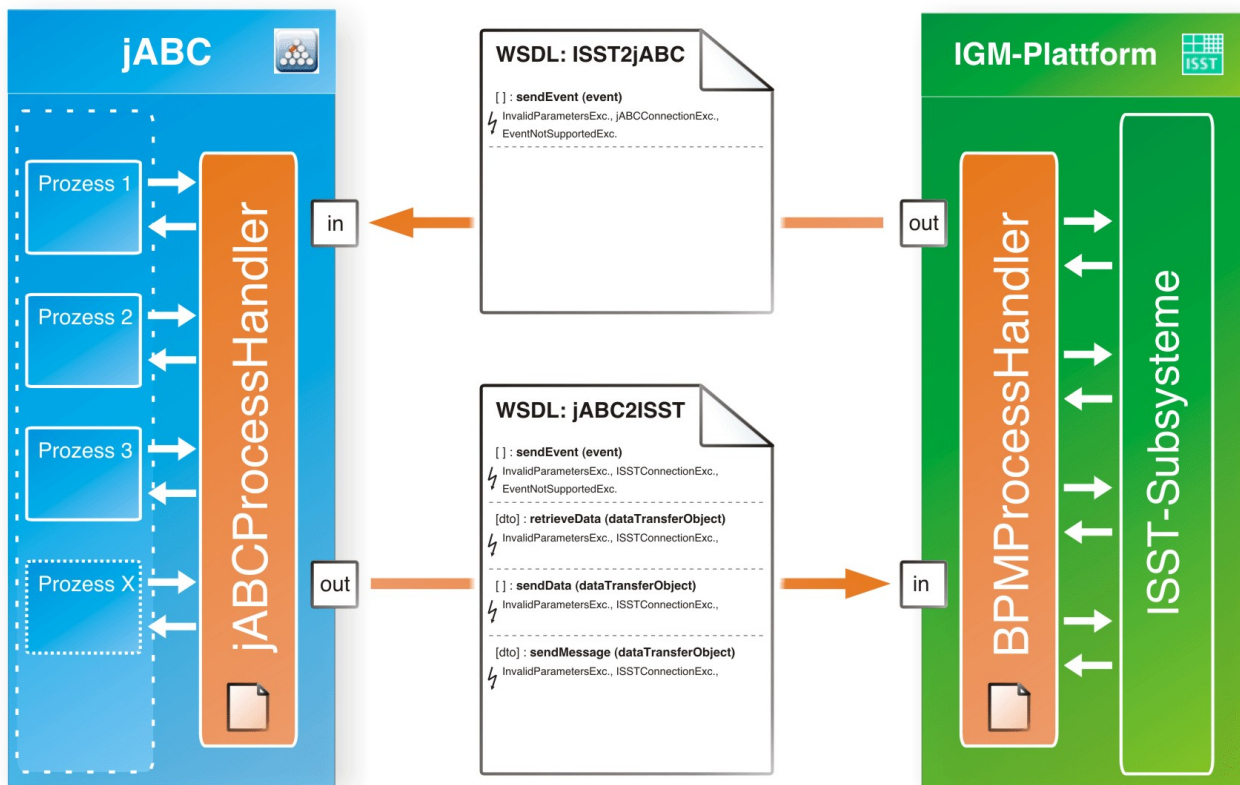 jABC
Prozess 1
Prozess 2
Prozess 3
Prozess X
jABCProcessHandler
in
out
WSDL: ISST2jABC
[ ] : sendEvent (event)
InvalidParametersExc., jABCConnectionExc.,
EventNotSupportedExc.
WSDL: jABC2ISST
[ ] : sendEvent (event)
InvalidParametersExc., ISSTConnectionExc.,
EventNotSupportedExc.
[dto] : retrieveData (dataTransferObject)
InvalidParametersExc., ISSTConnectionExc.,
[ ] : sendData (dataTransferObject)
InvalidParametersExc., ISSTConnectionExc.,
[dto] : sendMessage (dataTransferObject)
InvalidParametersExc., ISSTConnectionExc.,
IGM-Plattform
ISST
out
in
BPMProcessHandler
ISST-Subsysteme